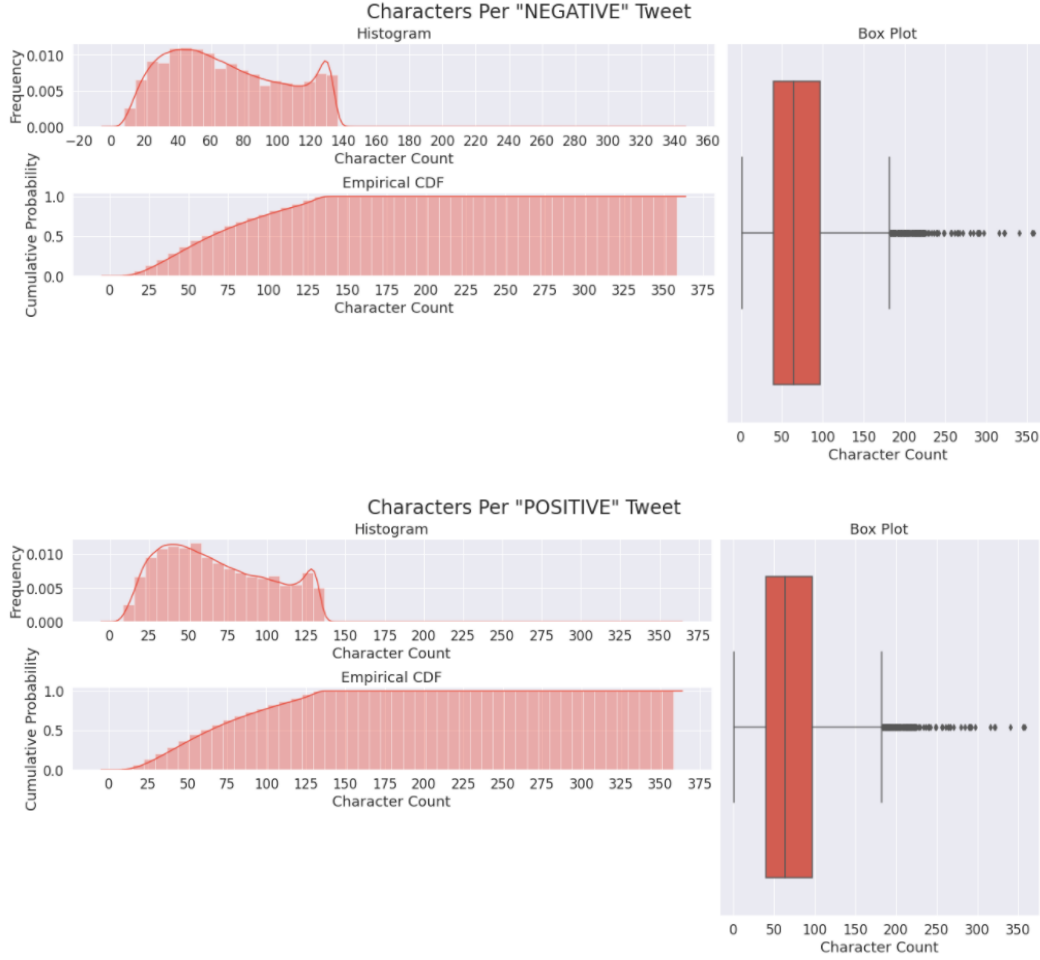 Characters Per "NEGATIVE" Tweet
Histogram
Frequency
0.010
0.005
0.000
−20 0 20 40 60 80 100 120 140 160 180 200 220 240 260 280 300 320 340 360
Character Count
Empirical CDF
Cumulative Probability
1.0
0.5
0.0
0 25 50 75 100 125 150 175 200 225 250 275 300 325 350 375
Character Count
Box Plot
0 50 100 150 200 250 300 350
Character Count
Characters Per "POSITIVE" Tweet
Histogram
Frequency
0.010
0.005
0.000
0 25 50 75 100 125 150 175 200 225 250 275 300 325 350 375
Character Count
Empirical CDF
Cumulative Probability
1.0
0.5
0.0
0 25 50 75 100 125 150 175 200 225 250 275 300 325 350 375
Character Count
Box Plot
0 50 100 150 200 250 300 350
Character Count